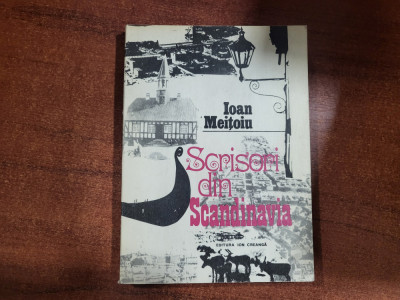 Ioan
Meițoiu
Scrisori
din
Scandinavia
EDITURA ION CREANGĂ